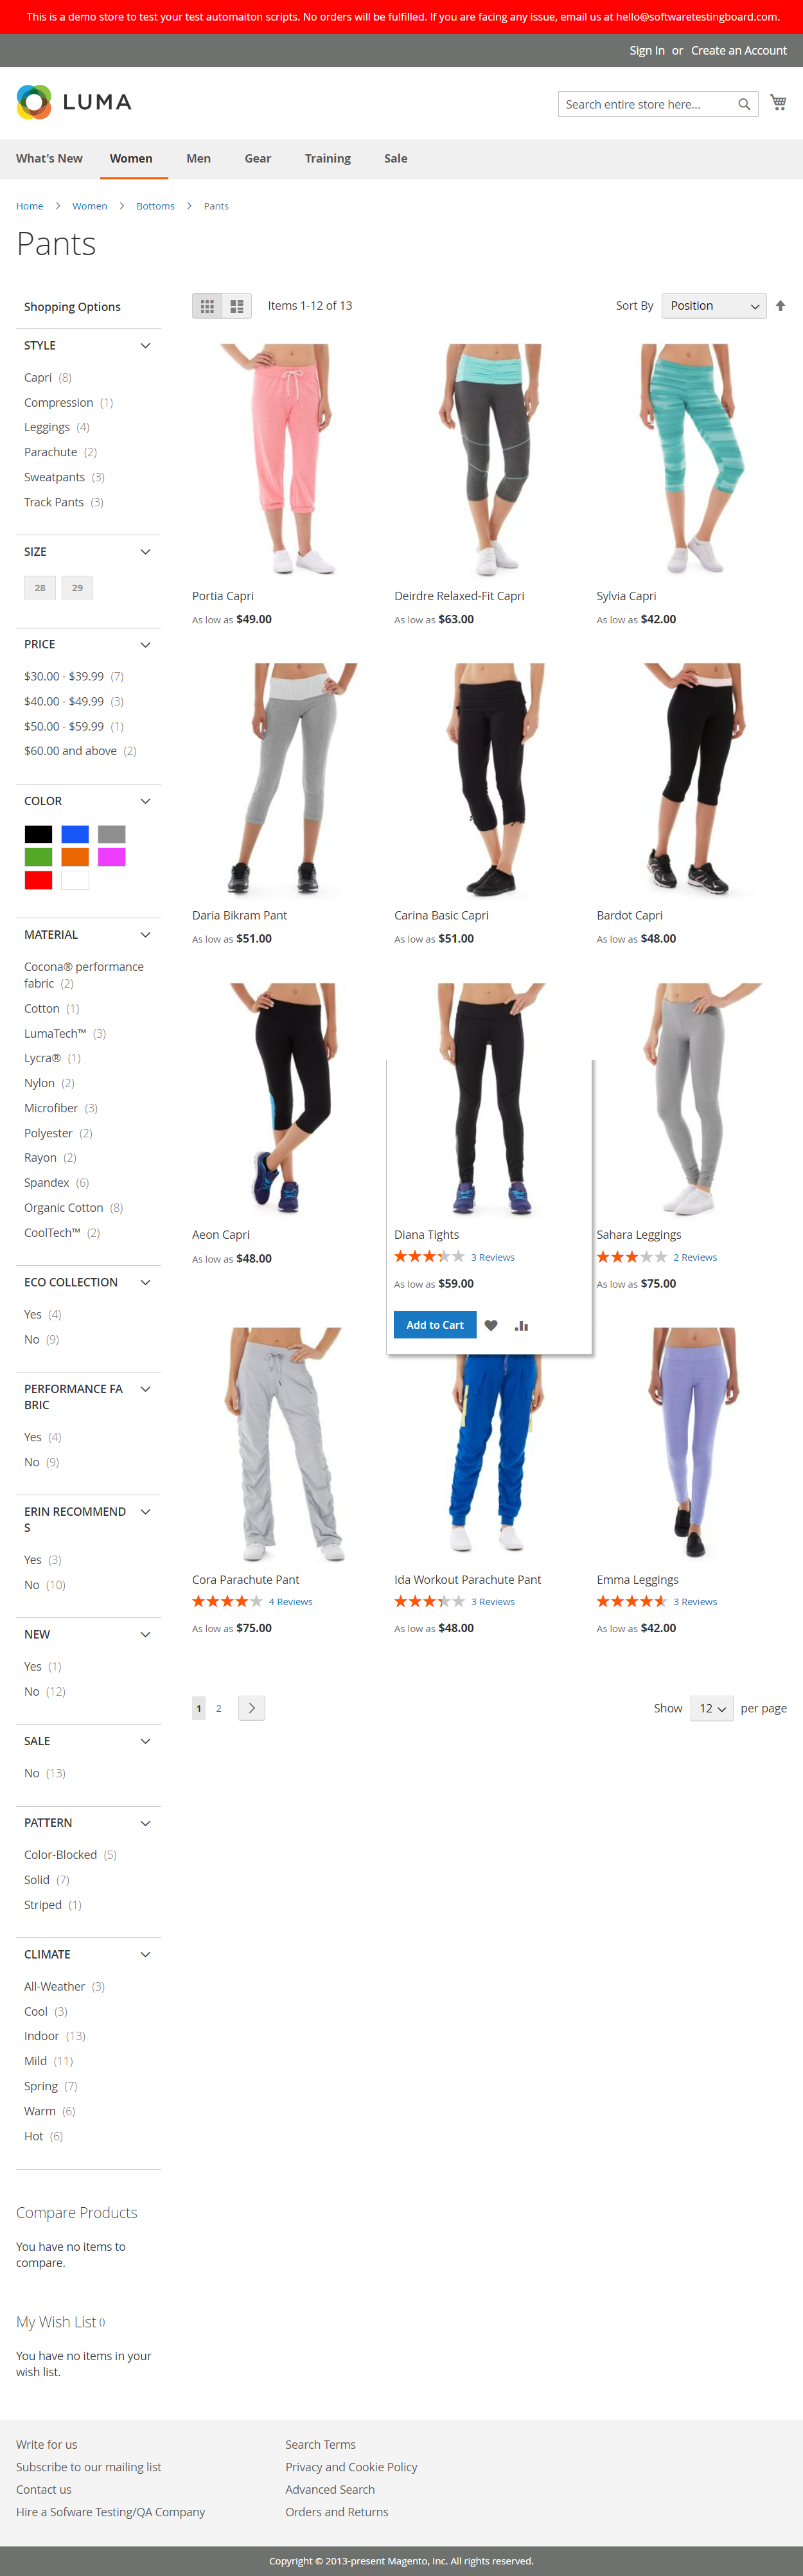 This is a demo store to test your test automaiton scripts. No orders will be fulfilled. If you are facing any issue, email us at hello@softwaretestingboard.com.
Sign In or Create an Account
LUMA
Search entire store here...
What's New Women Men Gear Training Sale
Home > Women > Bottoms > Pants
Pants
Shopping Options
Items 1-12 of 13
Sort By Position
STYLE
Capri (8)
Compression (1)
Leggings (4)
Parachute (2)
Sweatpants (3)
Track Pants (3)
SIZE
28 29
PRICE
$30.00 - $39.99 (7)
$40.00 - $49.99 (3)
$50.00 - $59.99 (1)
$60.00 and above (2)
COLOR
MATERIAL
Cocona® performance
fabric (2)
Cotton (1)
LumaTech™ (3)
Lycra® (1)
Nylon (2)
Microfiber (3)
Polyester (2)
Rayon (2)
Spandex (6)
Organic Cotton (8)
CoolTech™ (2)
ECO COLLECTION
Yes (4)
No (9)
PERFORMANCE FA
BRIC
Yes (4)
No (9)
ERIN RECOMMEND
S
Yes (3)
No (10)
NEW
Yes (1)
No (12)
SALE
No (13)
PATTERN
Color-Blocked (5)
Solid (7)
Striped (1)
CLIMATE
All-Weather (3)
Cool (3)
Indoor (13)
Mild (11)
Spring (7)
Warm (6)
Hot (6)
Compare Products
You have no items to
compare.
My Wish List ()
You have no items in your
wish list.
Portia Capri
As low as $49.00
Deirdre Relaxed-Fit Capri
As low as $63.00
Sylvia Capri
As low as $42.00
Daria Bikram Pant
As low as $51.00
Carina Basic Capri
As low as $51.00
Bardot Capri
As low as $48.00
Aeon Capri
As low as $48.00
Diana Tights
3 Reviews
As low as $59.00
Add to Cart
Sahara Leggings
2 Reviews
As low as $75.00
Cora Parachute Pant
4 Reviews
As low as $75.00
Ida Workout Parachute Pant
3 Reviews
As low as $48.00
Emma Leggings
3 Reviews
As low as $42.00
1 2
Show 12 per page
Write for us
Subscribe to our mailing list
Contact us
Hire a Sofware Testing/QA Company
Search Terms
Privacy and Cookie Policy
Advanced Search
Orders and Returns
Copyright © 2013-present Magento, Inc. All rights reserved.